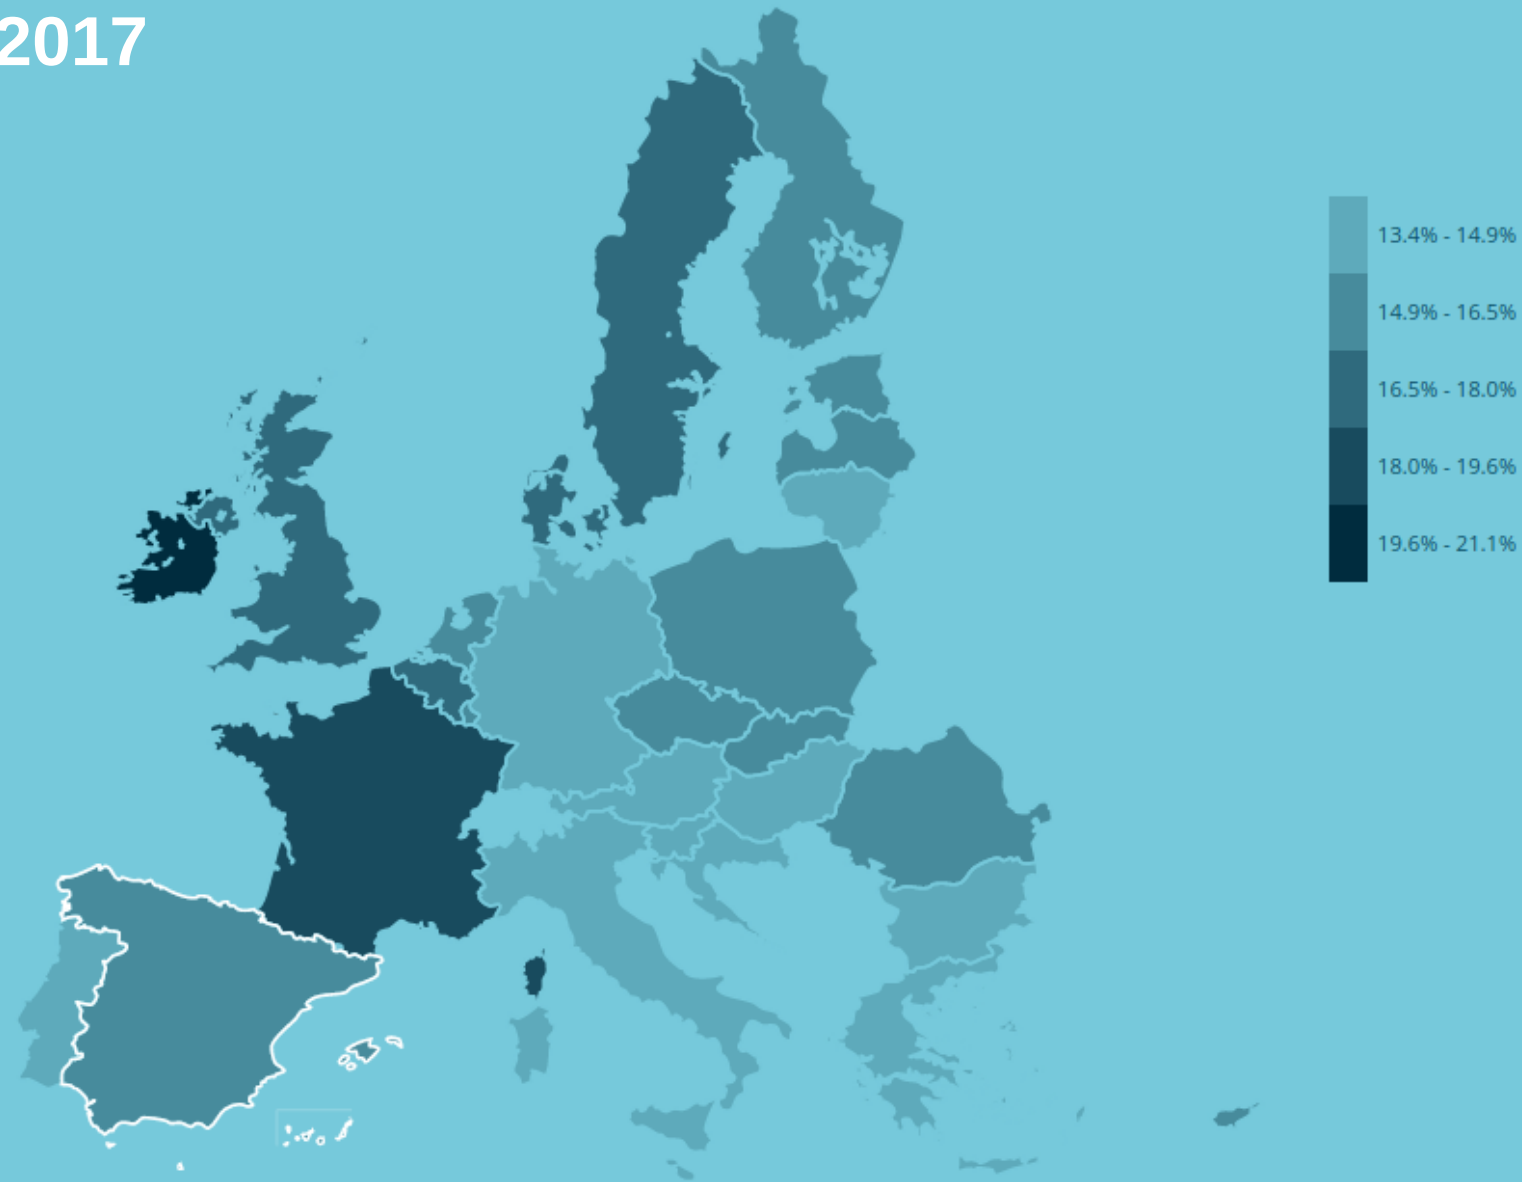 2017
13.4% - 14.9%
14.9% - 16.5%
16.5% - 18.0%
18.0% - 19.6%
19.6% - 21.1%